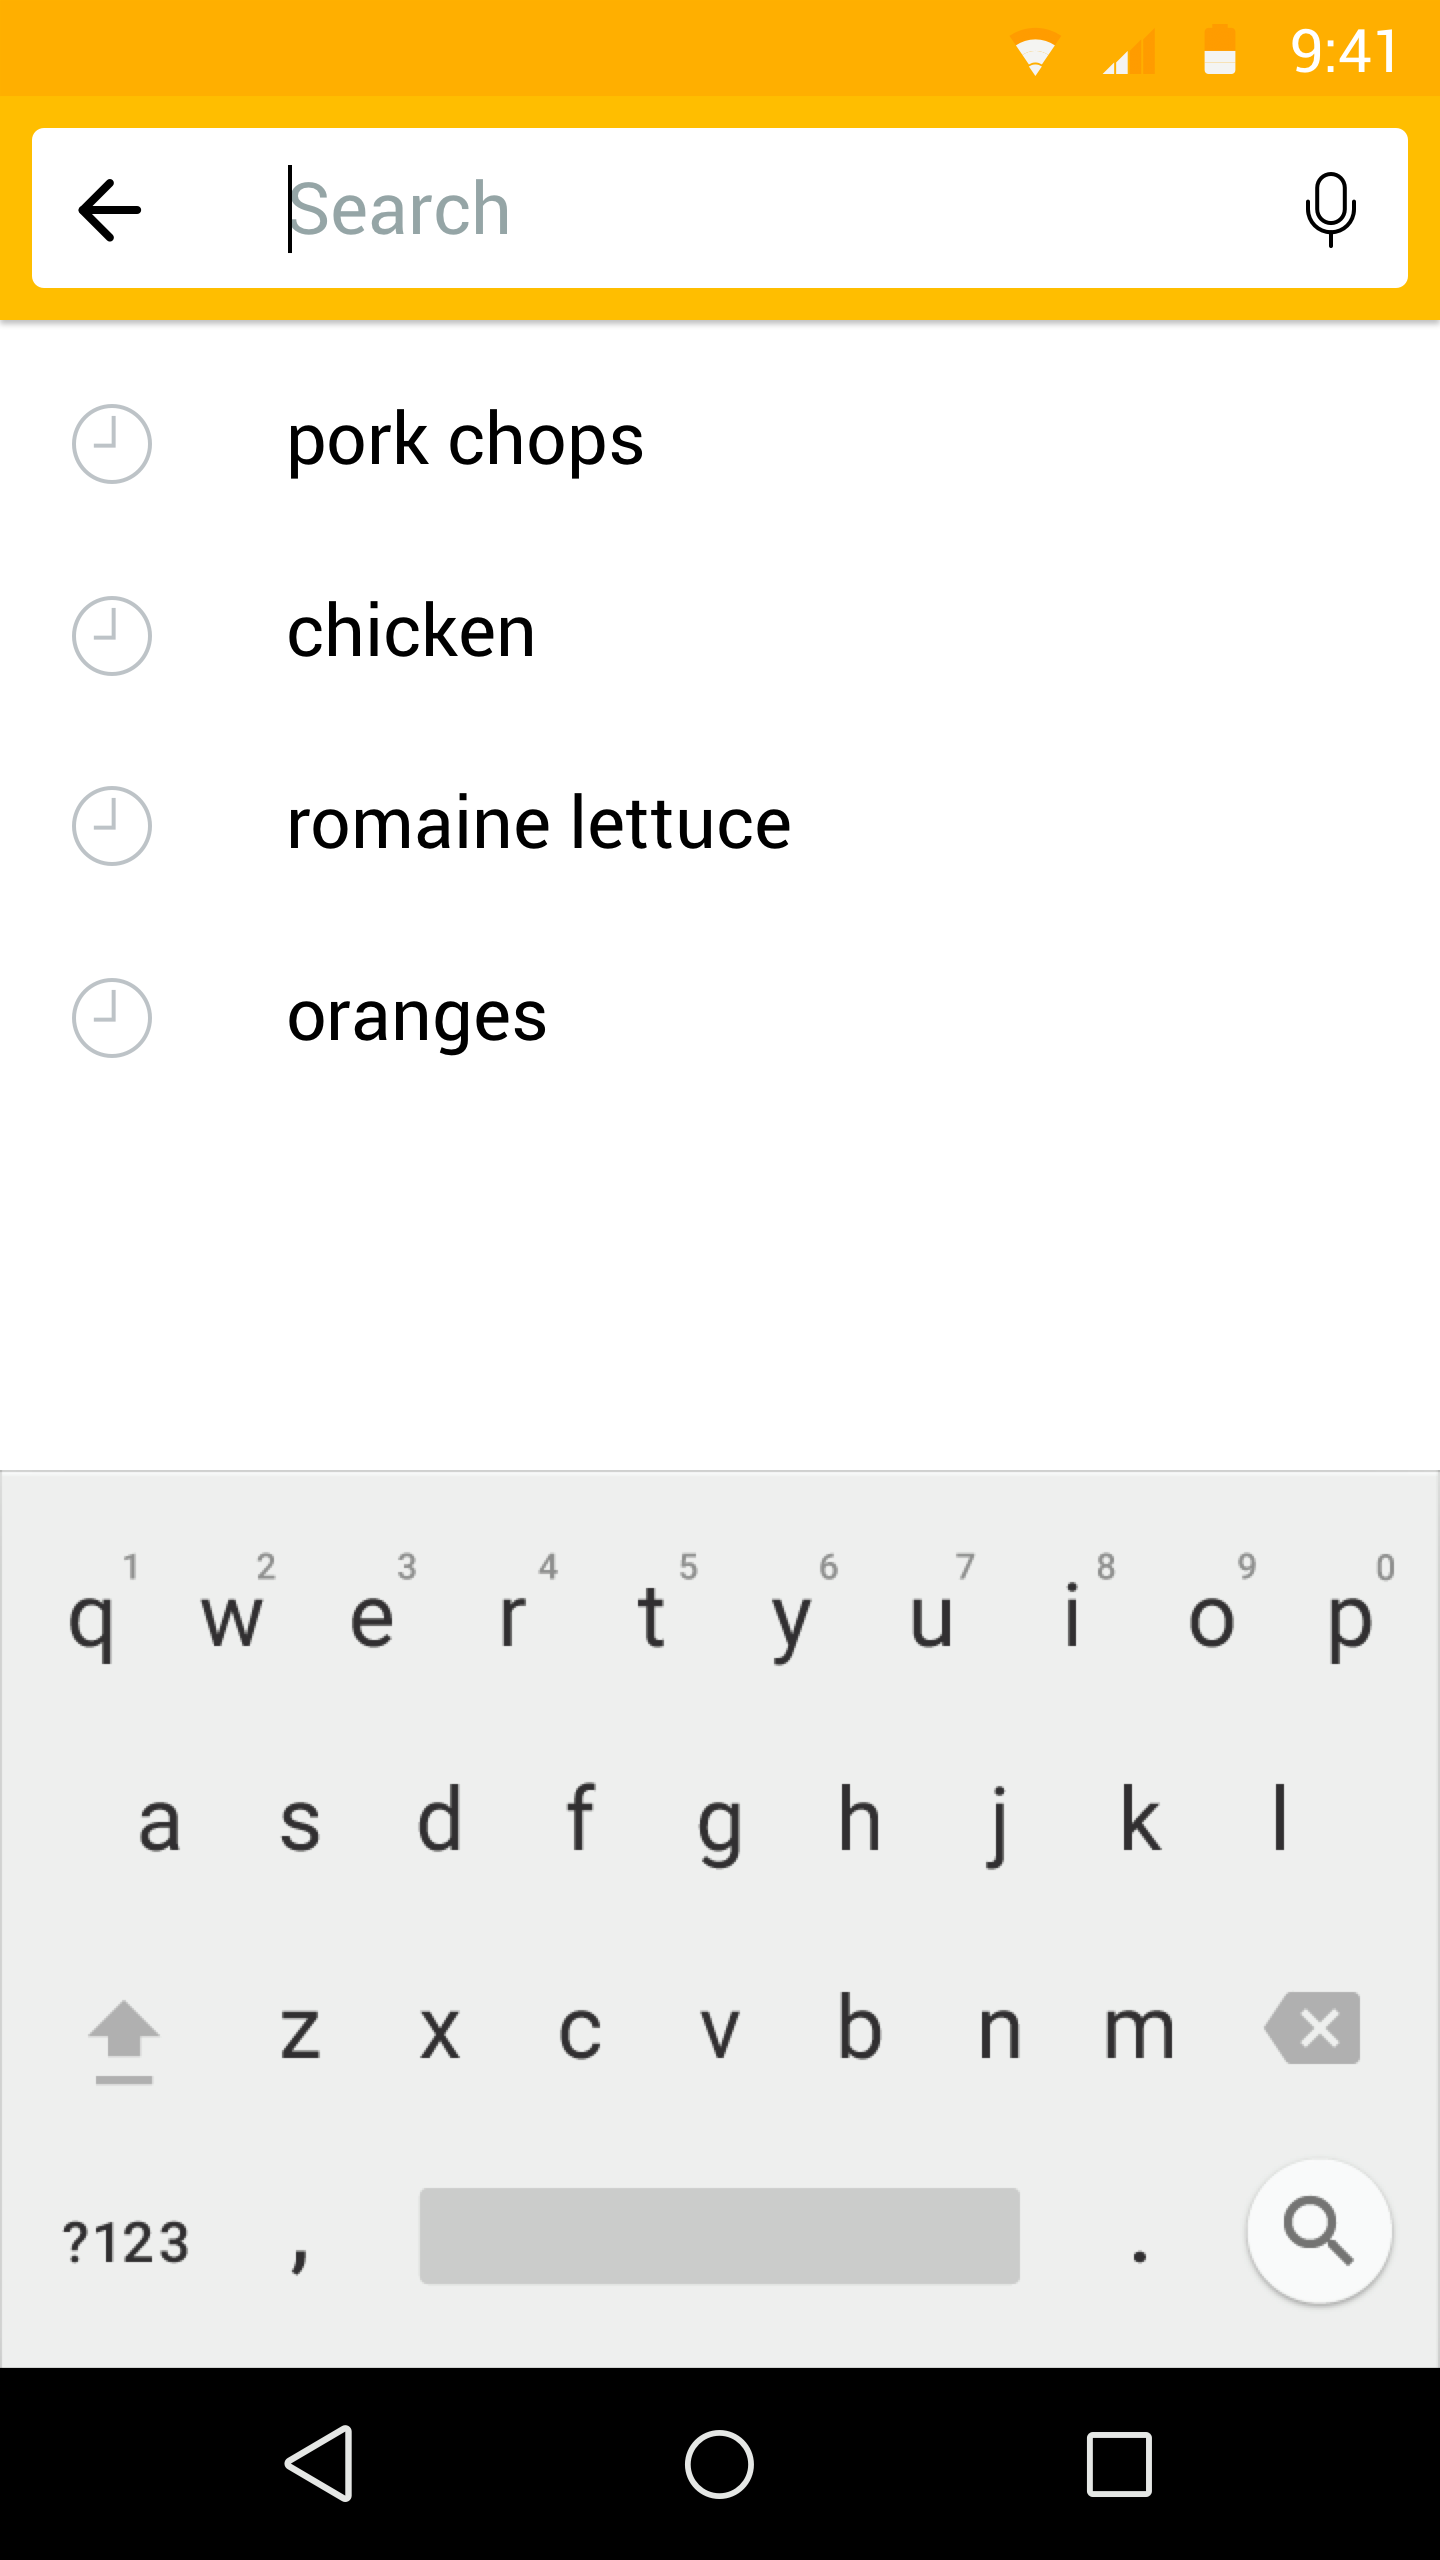 9:41
Search
pork chops
chicken
romaine lettuce
oranges
1 2 3 4 5 6 7 8 9 0
q w e r t y u i o p
a s d f g h j k l
z x c v b n m
?123 , .